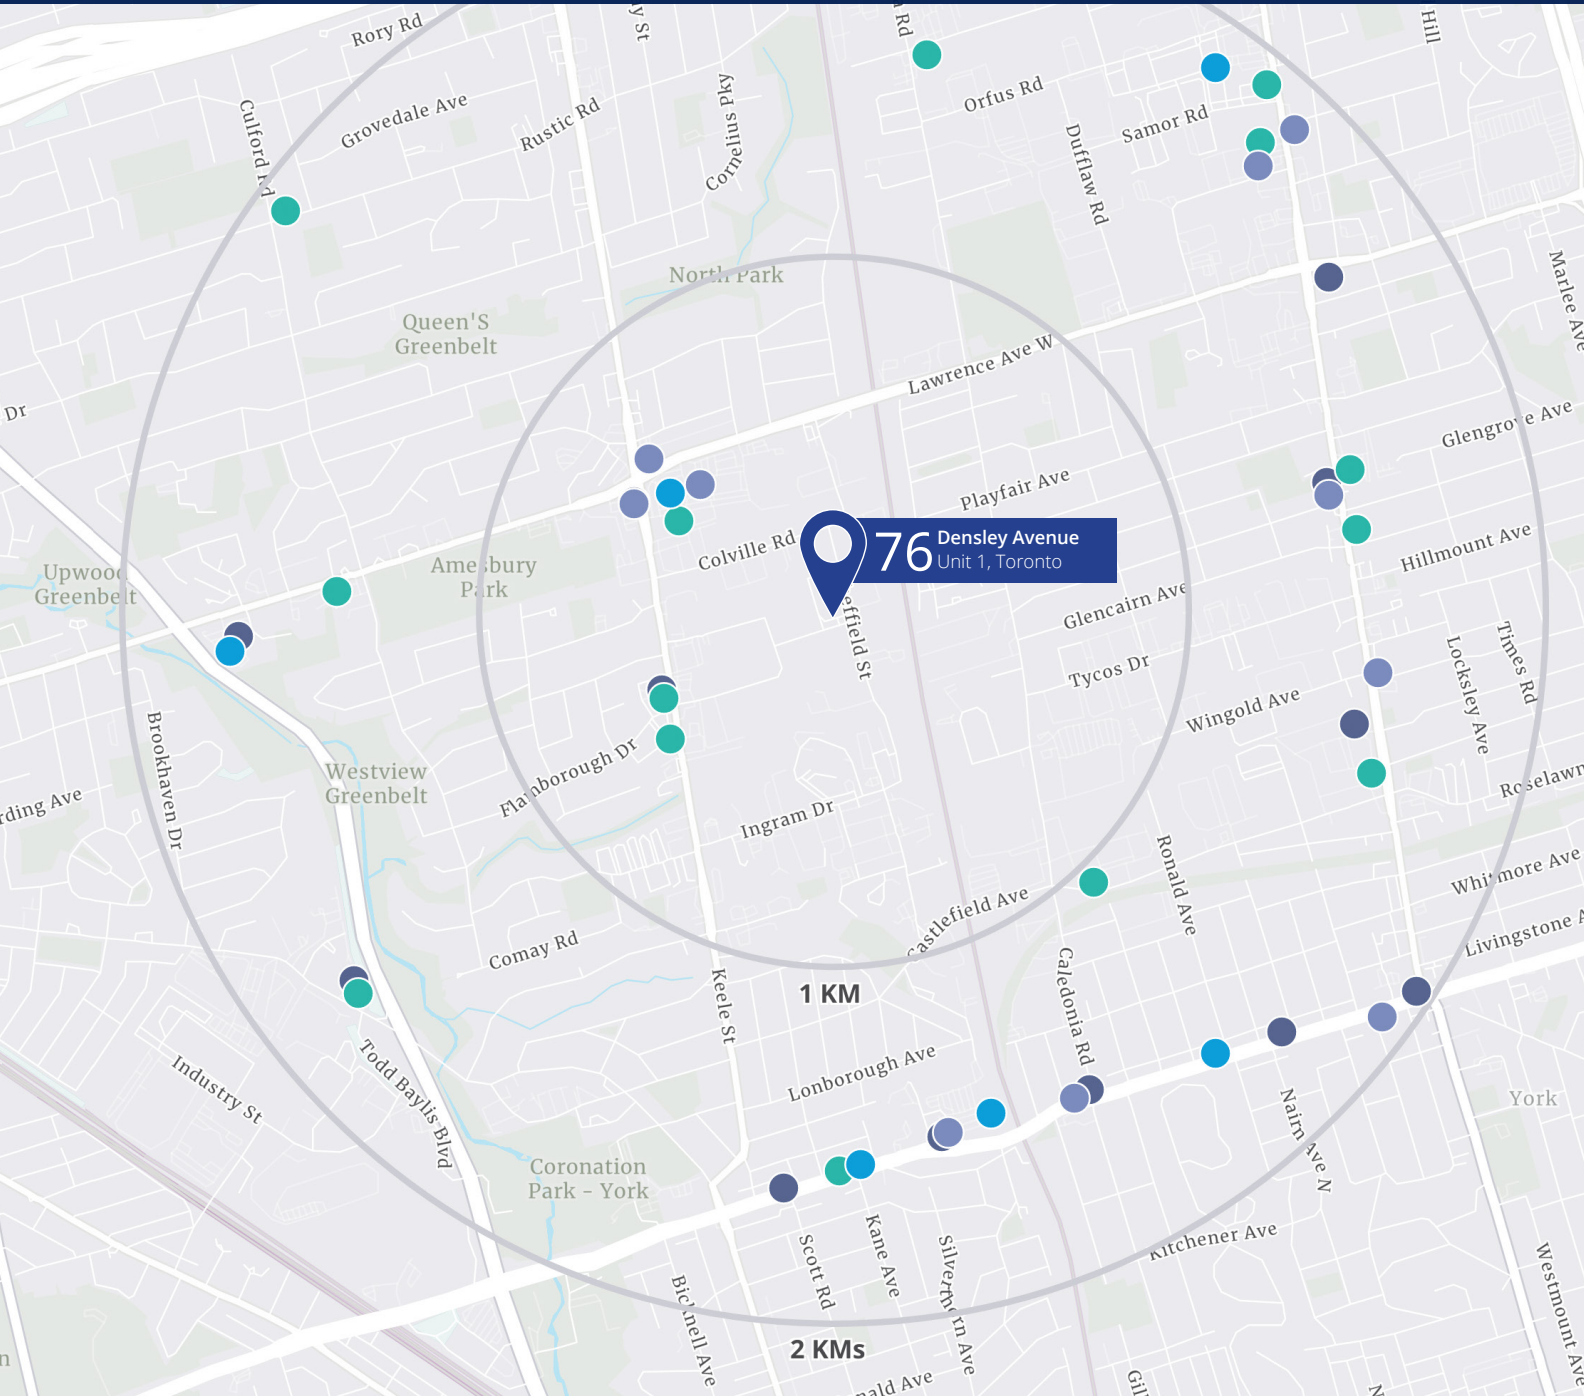 Rory Rd
Hill
Culford Rd
Grovedale Ave
Rustic Rd
Cornelius Pky
Orfus Rd
Samor Rd
Dufflaw Rd
North Park
Queen'S
Greenbelt
Marlee Ave
Lawrence Ave W
Dr
Glengrove Ave
Playfair Ave
Colville Rd
76
Densley Avenue
Unit 1, Toronto
Hillmount Ave
Upwood
Greenbelt
Amesbury
Park
Glencairn Ave
Tycos Dr
Times Rd
Locksley Ave
Wingold Ave
Brookhaven Dr
Westview
Greenbelt
Flamborough Dr
Ingram Dr
Ronald Ave
Whitmore Ave
Castlefield Ave
Comay Rd
Caledonia Rd
Keele St
1 KM
Lonborough Ave
Industry St
Todd Baylis Blvd
Nairn Ave N
York
Coronation
Park - York
Scott Rd
Kane Ave
Silverthorn Ave
Kitchener Ave
Bicknell Ave
Westmount Ave
2 KMs